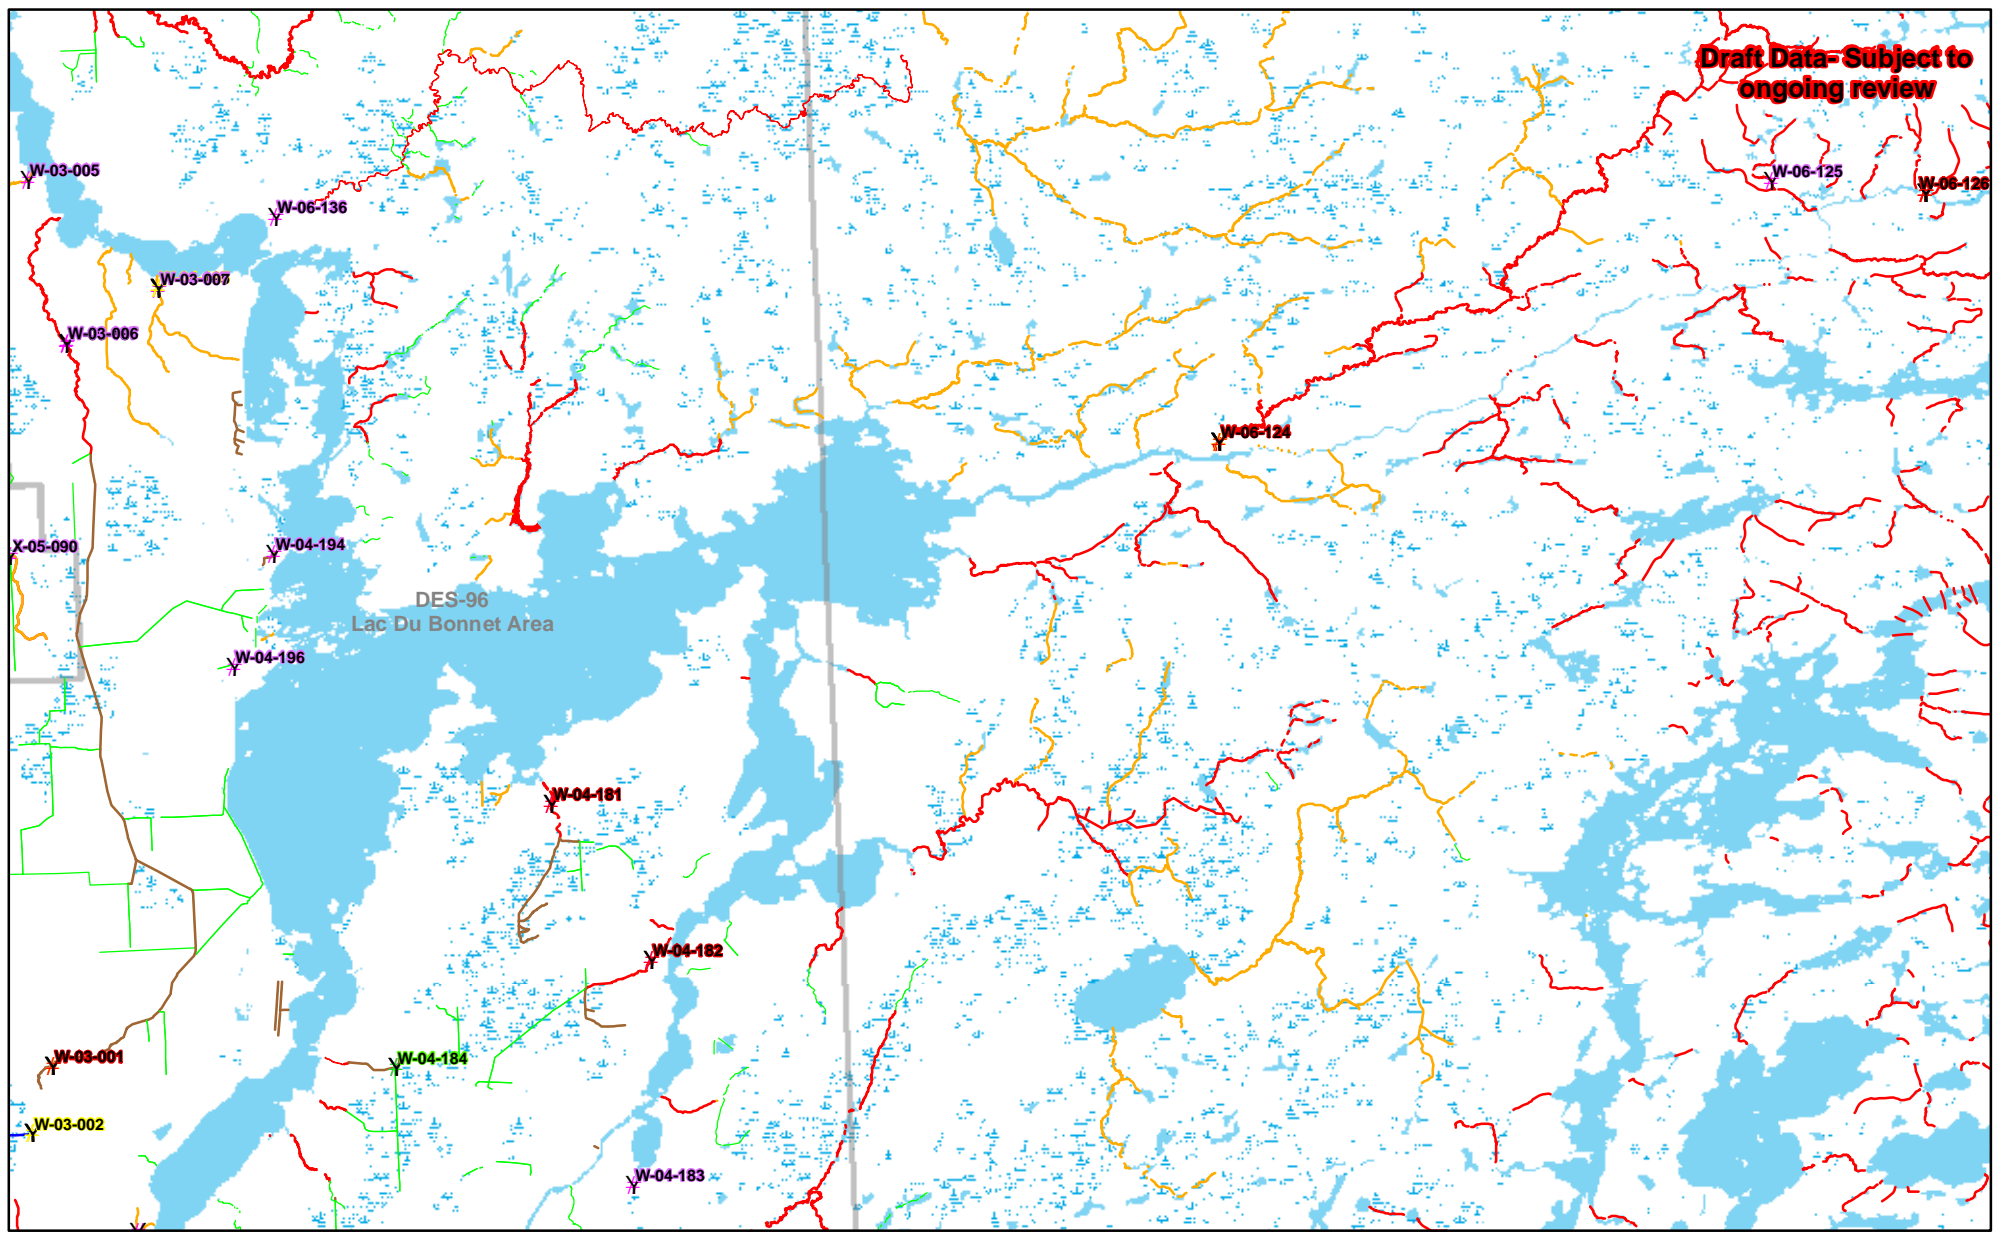 Draft Data- Subject to
ongoing review
W-03-005
W-06-125
W-06-126
W-06-136
W-03-007
W-03-006
W-06-124
X-05-090
W-04-194
DES-96
Lac Du Bonnet Area
W-04-196
W-04-181
W-04-182
W-03-001
W-04-184
W-03-002
W-04-183